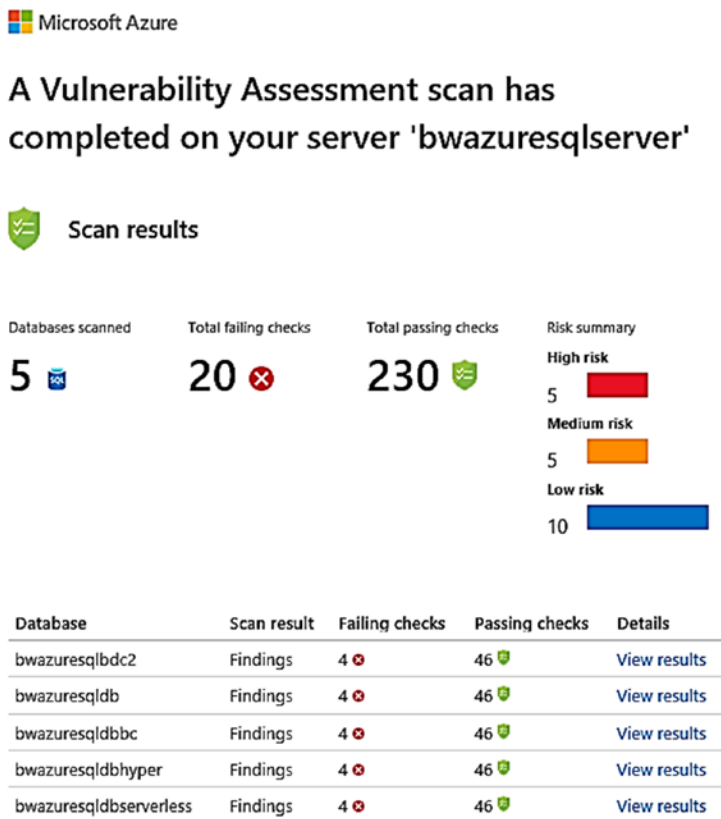 Microsoft Azure
A Vulnerability Assessment scan has
completed on your server 'bwazuresqlserver'
Scan results
Databases scanned Total failing checks Total passing checks Risk summary
5 SQL 20 230
High risk
5
Medium risk
5
Low risk
10
Database Scan result Failing checks Passing checks Details
bwazuresqlbdc2 Findings 4 46 View results
bwazuresqldb Findings 4 46 View results
bwazuresqldbbc Findings 4 46 View results
bwazuresqldbhyper Findings 4 46 View results
bwazuresqldbserverless Findings 4 46 View results